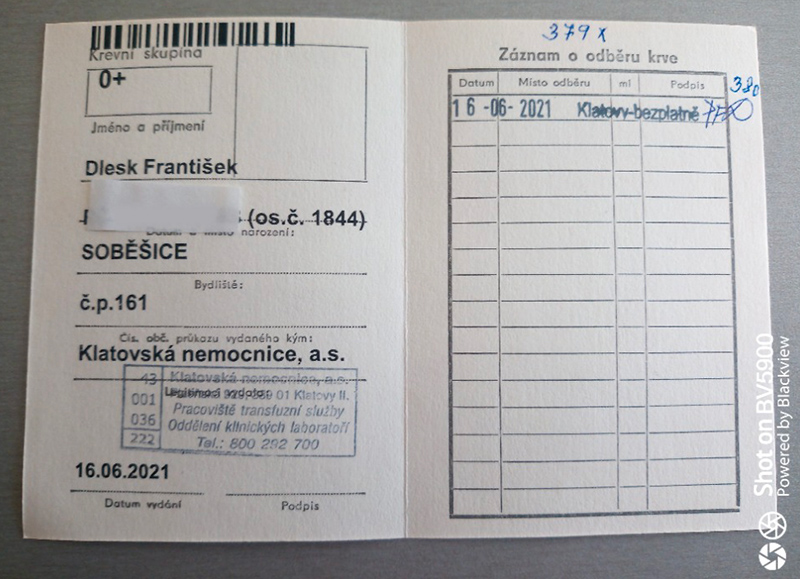 Krevní skupina
0+
Jméno a příjmení
Dlesk František
(os.č. 1844)
Datum a místo narození:
SOBĚŠICE
Bydliště:
č.p.161
Čís. obč. průkazu vydaného kým:
Klatovská nemocnice, a.s.
43 Klatovská nemocnice, a.s.
001 01 Klatovy II.
Pracoviště transfuzní služby
036 Oddělení klinických laboratoří
222 Tel.: 800 292 700
16.06.2021
Datum vydání Podpis
379 x
Záznam o odběru krve
Datum Místo odběru ml Podpis
380
16 -06- 2021 Klatovy-bezplatně
Shot on BV5900
Powered by Blackview